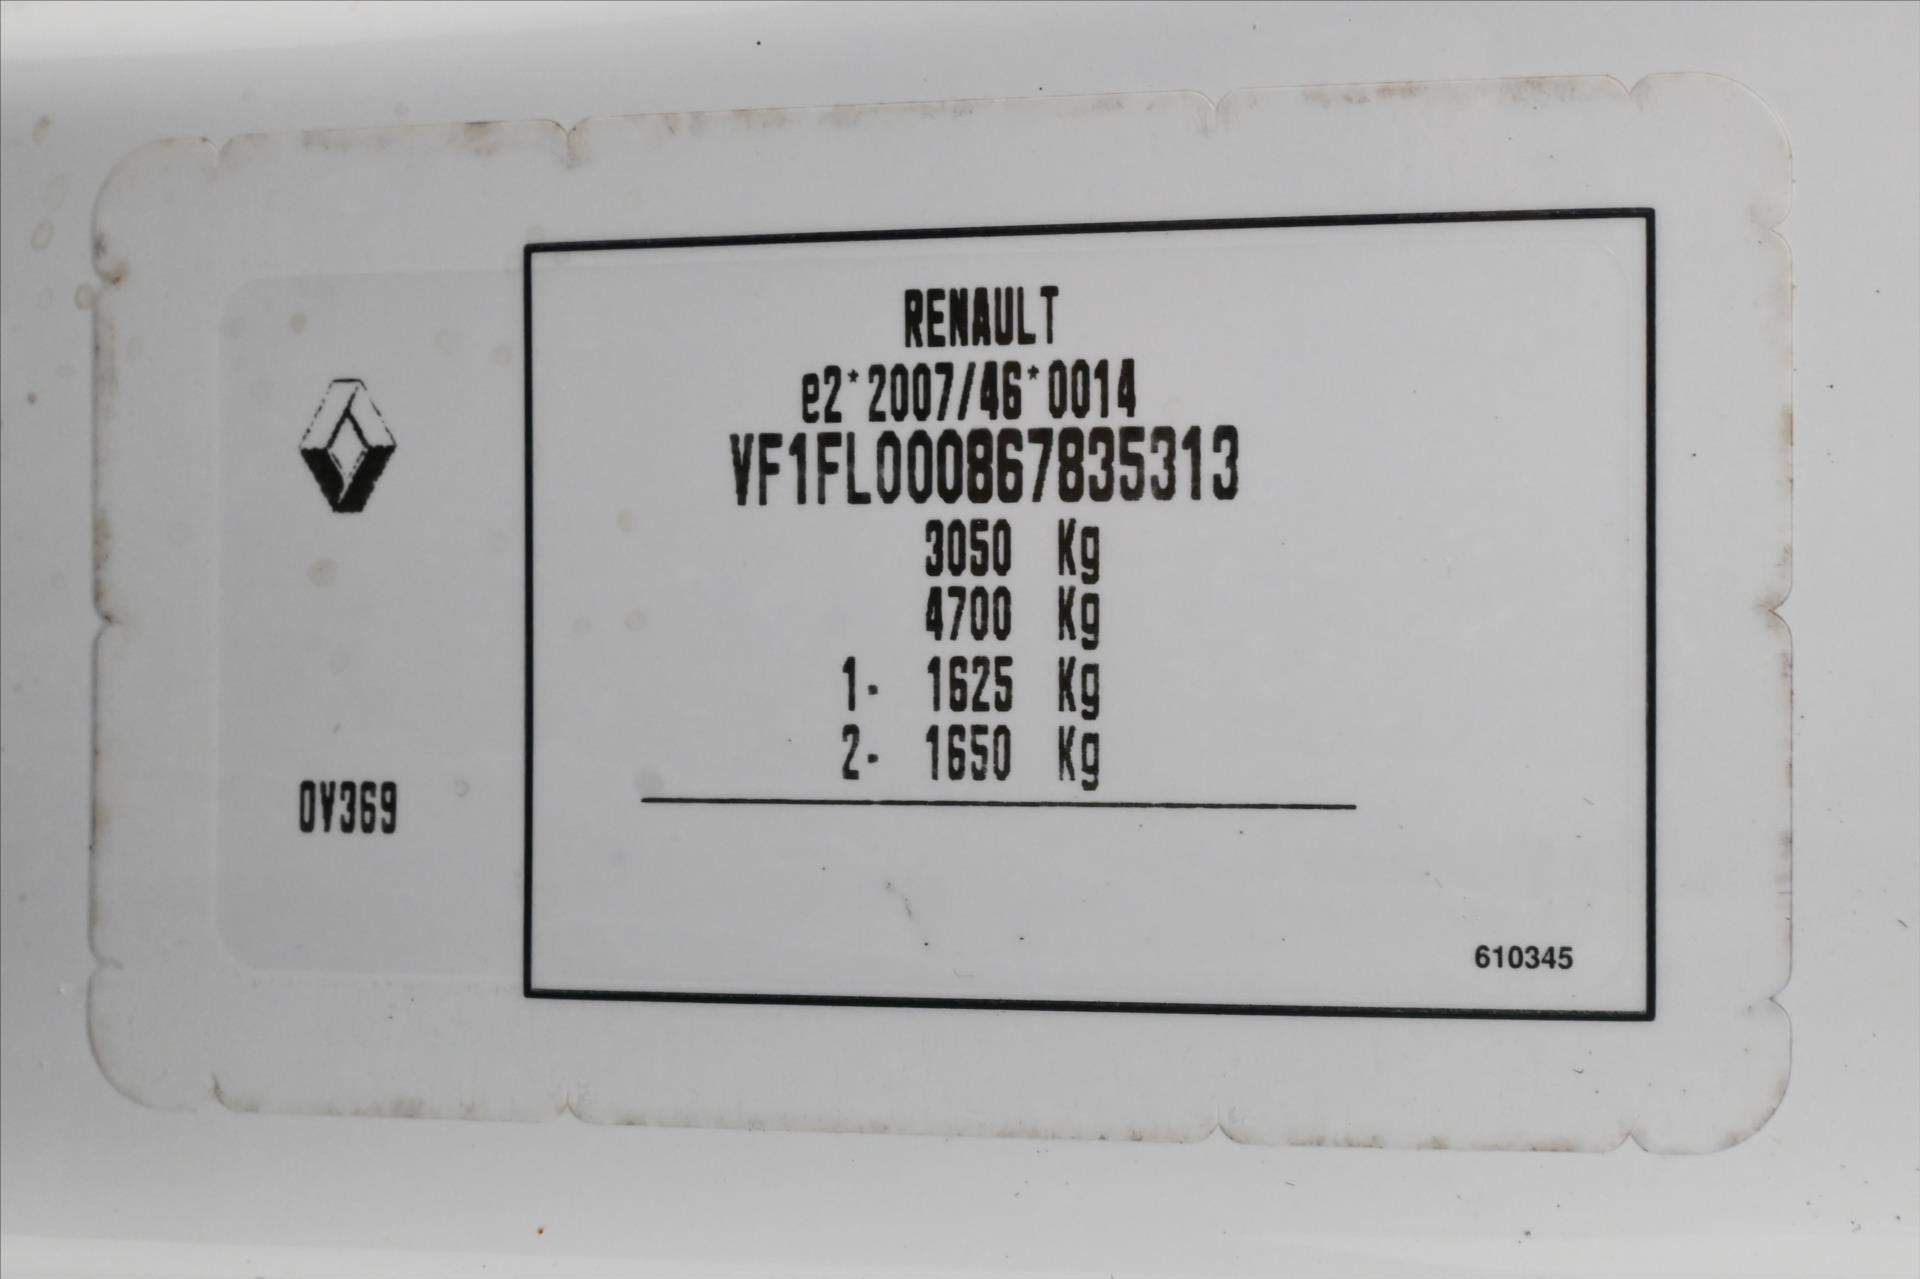 RENAULT
e2*2007/46*0014
VF1FL000867835313
3050 Kg
4700 Kg
1- 1625 Kg
2- 1650 Kg
0V369
610345